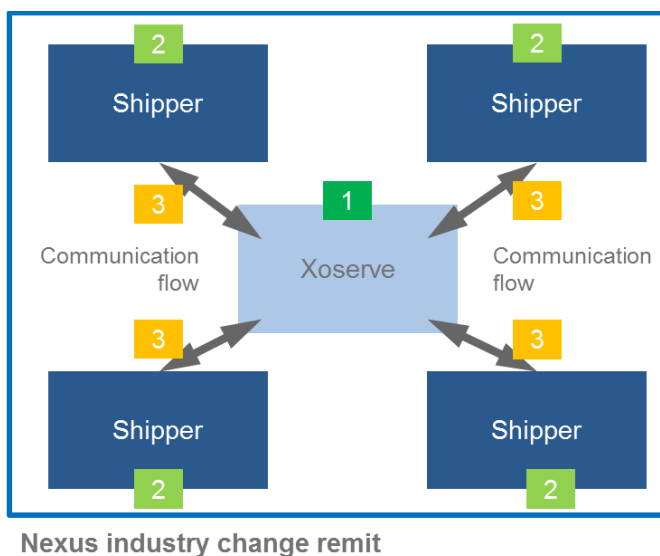 2
2
Shipper
Shipper
1
3
3
Communication
flow
Xoserve
Communication
flow
3
3
Shipper
Shipper
2
2
Nexus industry change remit